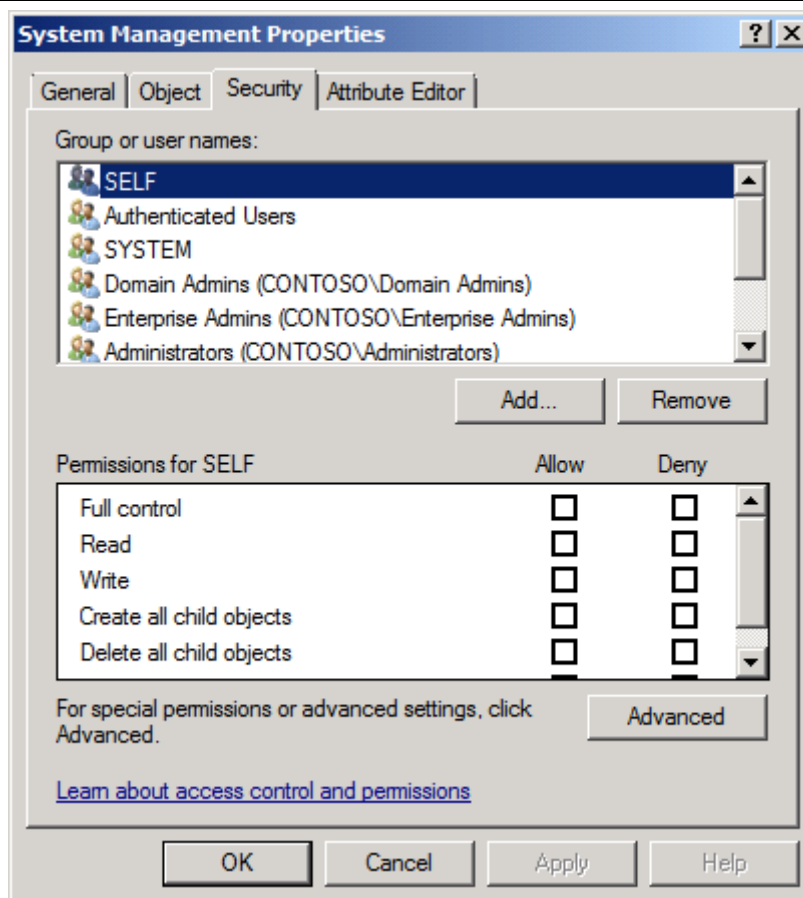 System Management Properties
General Object Security Attribute Editor
Group or user names:
SELF
Authenticated Users
SYSTEM
Domain Admins (CONTOSO\Domain Admins)
Enterprise Admins (CONTOSO\Enterprise Admins)
Administrators (CONTOSO\Administrators)
Add... Remove
Permissions for SELF Allow Deny
Full control
Read
Write
Create all child objects
Delete all child objects
For special permissions or advanced settings, click
Advanced.
Advanced
Learn about access control and permissions
OK Cancel Apply Help